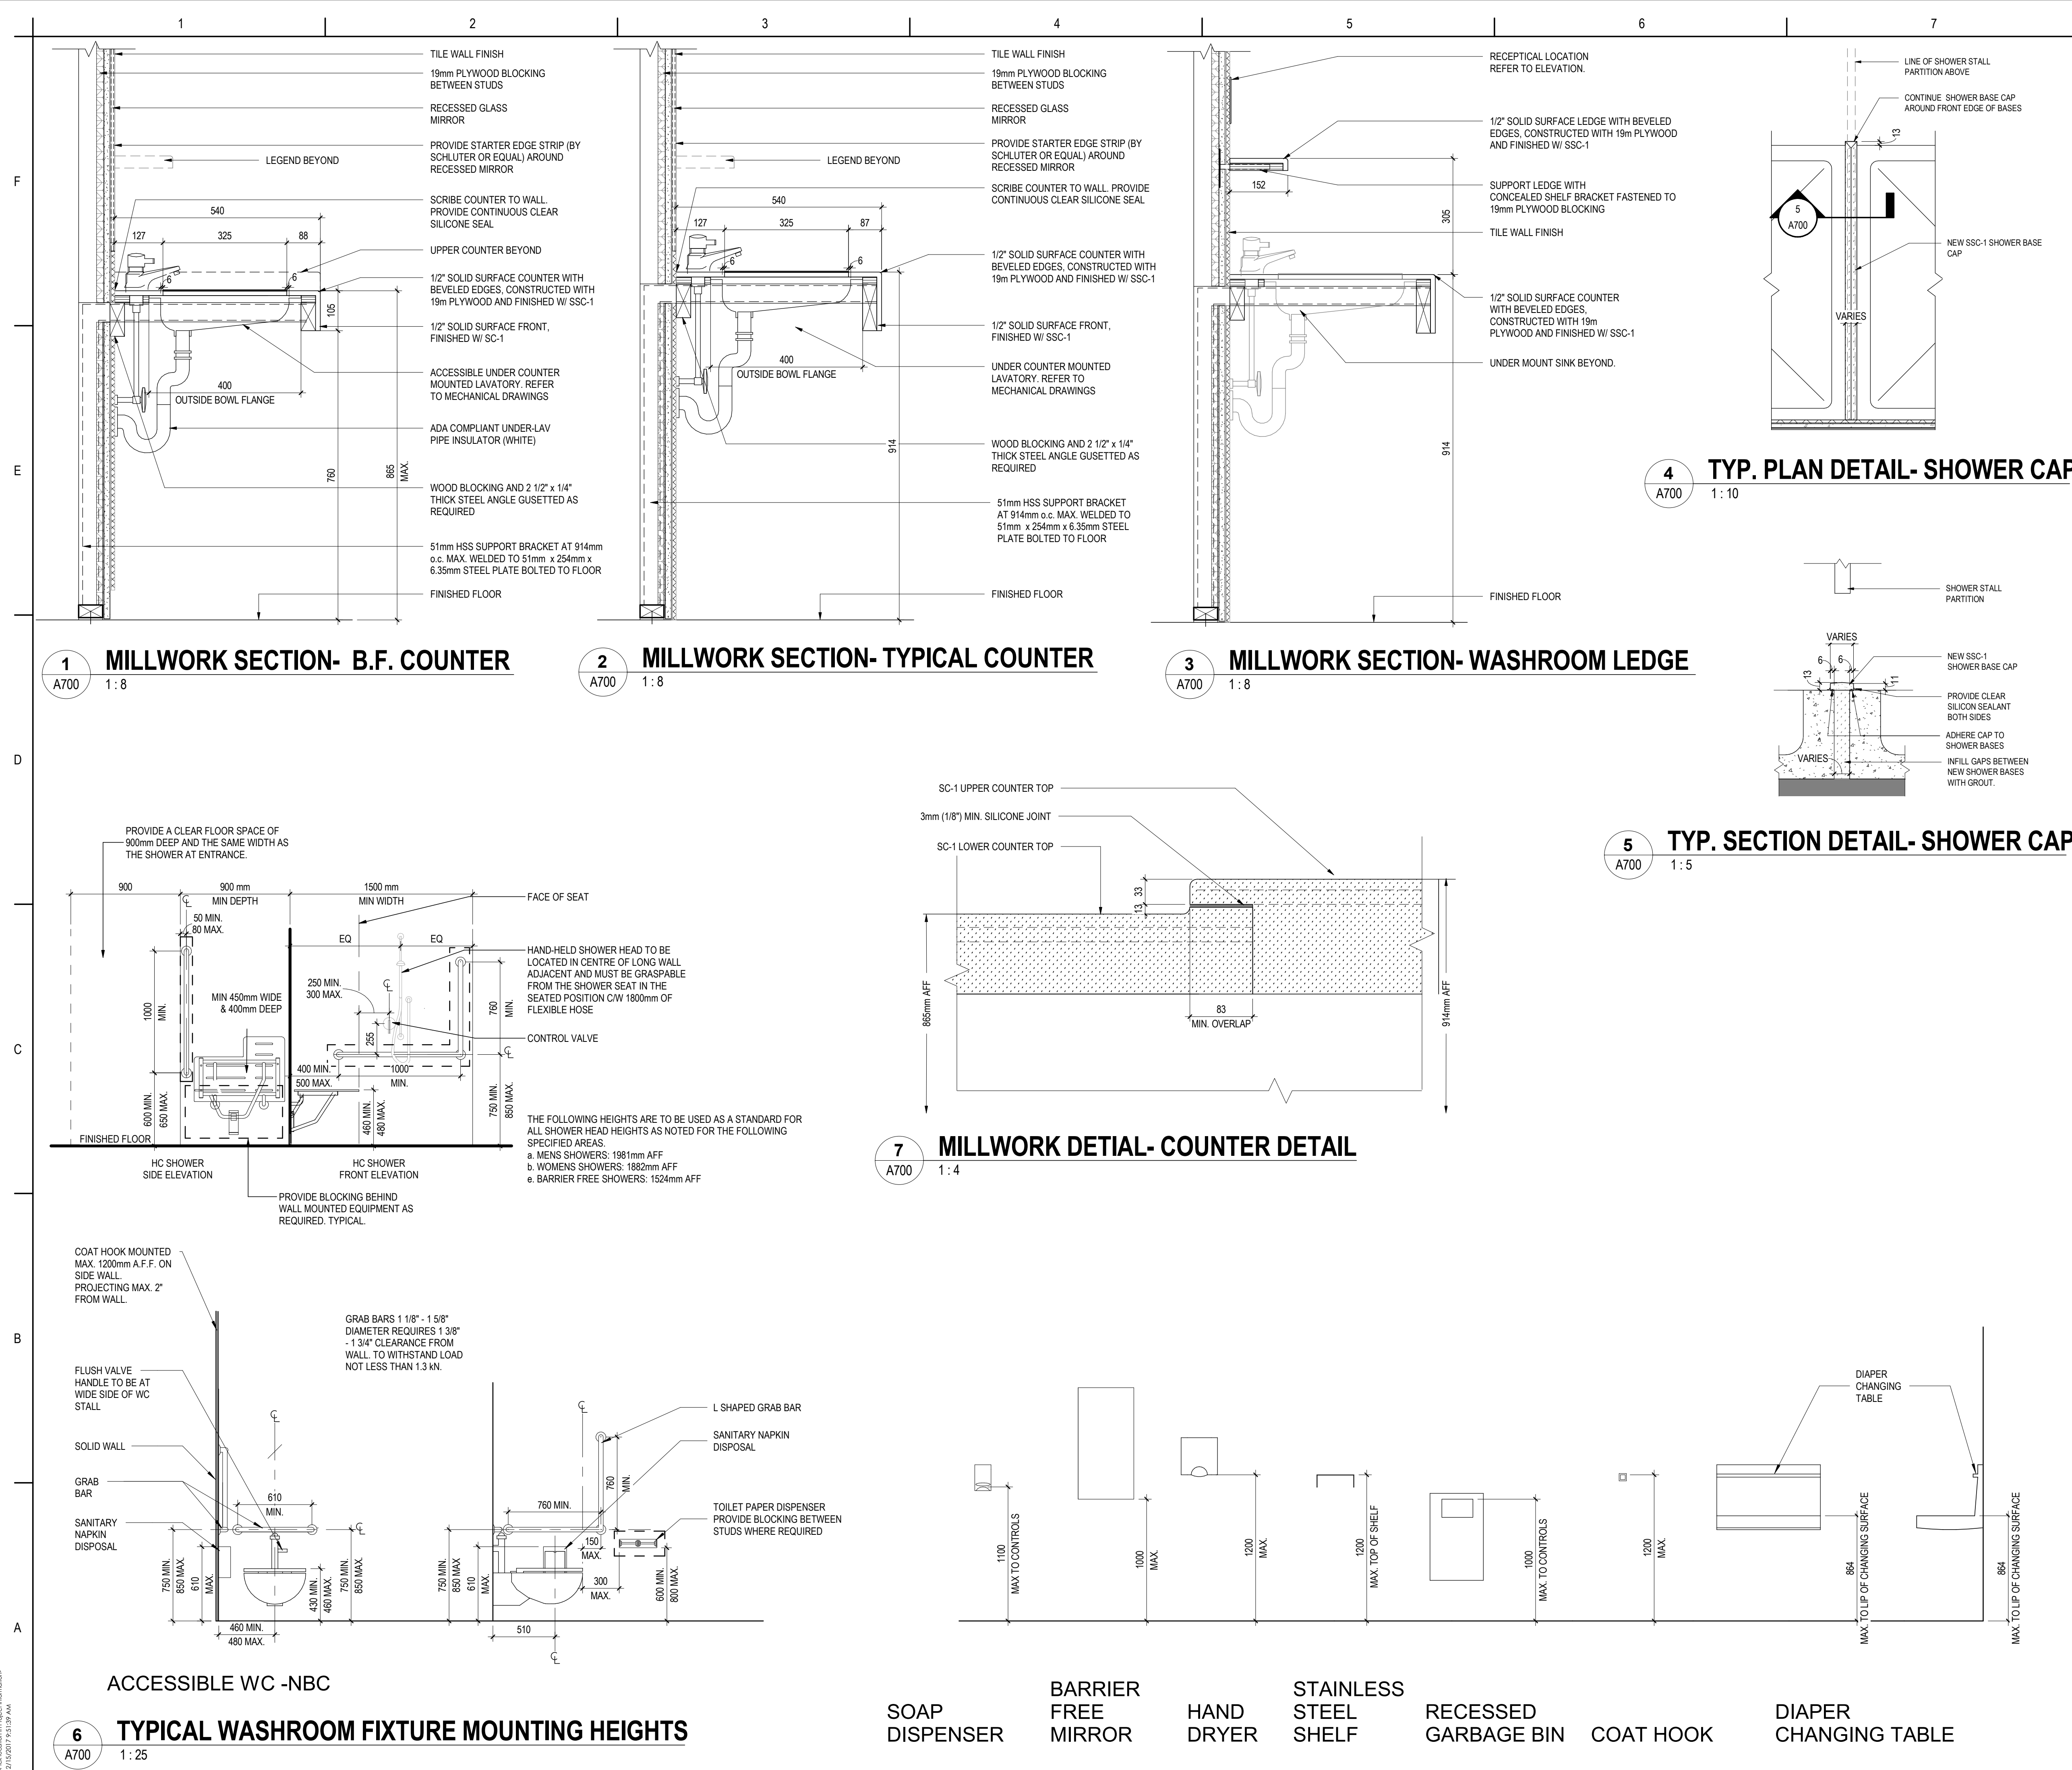 1
2
3
4
5
6
7
F
E
D
C
B
A
TILE WALL FINISH
19mm PLYWOOD BLOCKING
BETWEEN STUDS
RECESSED GLASS
MIRROR
PROVIDE STARTER EDGE STRIP (BY
SCHLUTER OR EQUAL) AROUND
RECESSED MIRROR
LEGEND BEYOND
SCRIBE COUNTER TO WALL.
PROVIDE CONTINUOUS CLEAR
SILICONE SEAL
540
127
325
88
UPPER COUNTER BEYOND
6
6
1/2" SOLID SURFACE COUNTER WITH
BEVELED EDGES, CONSTRUCTED WITH
19m PLYWOOD AND FINISHED W/ SSC-1
105
1/2" SOLID SURFACE FRONT,
FINISHED W/ SC-1
ACCESSIBLE UNDER COUNTER
MOUNTED LAVATORY. REFER
TO MECHANICAL DRAWINGS
400
OUTSIDE BOWL FLANGE
ADA COMPLIANT UNDER-LAV
PIPE INSULATOR (WHITE)
760
865
MAX.
WOOD BLOCKING AND 2 1/2" x 1/4"
THICK STEEL ANGLE GUSETTED AS
REQUIRED
51mm HSS SUPPORT BRACKET AT 914mm
o.c. MAX. WELDED TO 51mm x 254mm x
6.35mm STEEL PLATE BOLTED TO FLOOR
FINISHED FLOOR
1
A700
MILLWORK SECTION- B.F. COUNTER
1 : 8
TILE WALL FINISH
19mm PLYWOOD BLOCKING
BETWEEN STUDS
RECESSED GLASS
MIRROR
PROVIDE STARTER EDGE STRIP (BY
SCHLUTER OR EQUAL) AROUND
RECESSED MIRROR
LEGEND BEYOND
SCRIBE COUNTER TO WALL. PROVIDE
CONTINUOUS CLEAR SILICONE SEAL
540
127
325
87
6
6
1/2" SOLID SURFACE COUNTER WITH
BEVELED EDGES, CONSTRUCTED WITH
19m PLYWOOD AND FINISHED W/ SSC-1
1/2" SOLID SURFACE FRONT,
FINISHED W/ SSC-1
400
OUTSIDE BOWL FLANGE
UNDER COUNTER MOUNTED
LAVATORY. REFER TO
MECHANICAL DRAWINGS
914
WOOD BLOCKING AND 2 1/2" x 1/4"
THICK STEEL ANGLE GUSETTED AS
REQUIRED
51mm HSS SUPPORT BRACKET
AT 914mm o.c. MAX. WELDED TO
51mm x 254mm x 6.35mm STEEL
PLATE BOLTED TO FLOOR
FINISHED FLOOR
2
A700
MILLWORK SECTION- TYPICAL COUNTER
1 : 8
RECEPTICAL LOCATION
REFER TO ELEVATION.
1/2" SOLID SURFACE LEDGE WITH BEVELED
EDGES, CONSTRUCTED WITH 19m PLYWOOD
AND FINISHED W/ SSC-1
152
305
SUPPORT LEDGE WITH
CONCEALED SHELF BRACKET FASTENED TO
19mm PLYWOOD BLOCKING
TILE WALL FINISH
1/2" SOLID SURFACE COUNTER
WITH BEVELED EDGES,
CONSTRUCTED WITH 19m
PLYWOOD AND FINISHED W/ SSC-1
UNDER MOUNT SINK BEYOND.
914
FINISHED FLOOR
3
A700
MILLWORK SECTION- WASHROOM LEDGE
1 : 8
LINE OF SHOWER STALL
PARTITION ABOVE
CONTINUE SHOWER BASE CAP
AROUND FRONT EDGE OF BASES
13
5
A700
NEW SSC-1 SHOWER BASE
CAP
VARIES
4
A700
TYP. PLAN DETAIL- SHOWER CAP
1 : 10
SHOWER STALL
PARTITION
VARIES
6
6
13
11
NEW SSC-1
SHOWER BASE CAP
PROVIDE CLEAR
SILICON SEALANT
BOTH SIDES
ADHERE CAP TO
SHOWER BASES
VARIES
INFILL GAPS BETWEEN
NEW SHOWER BASES
WITH GROUT.
5
A700
TYP. SECTION DETAIL- SHOWER CAP
1 : 5
PROVIDE A CLEAR FLOOR SPACE OF
900mm DEEP AND THE SAME WIDTH AS
THE SHOWER AT ENTRANCE.
900
900 mm
MIN DEPTH
1500 mm
MIN WIDTH
FACE OF SEAT
50 MIN.
80 MAX.
EQ
EQ
HAND-HELD SHOWER HEAD TO BE
LOCATED IN CENTRE OF LONG WALL
ADJACENT AND MUST BE GRASPABLE
FROM THE SHOWER SEAT IN THE
SEATED POSITION C/W 1800mm OF
FLEXIBLE HOSE
250 MIN.
300 MAX.
MIN 450mm WIDE
& 400mm DEEP
1000
MIN.
760
MIN.
255
CONTROL VALVE
400 MIN.
500 MAX.
1000
MIN.
600 MIN.
650 MAX.
460 MIN.
480 MAX.
750 MIN.
850 MAX.
FINISHED FLOOR
HC SHOWER
SIDE ELEVATION
HC SHOWER
FRONT ELEVATION
THE FOLLOWING HEIGHTS ARE TO BE USED AS A STANDARD FOR
ALL SHOWER HEAD HEIGHTS AS NOTED FOR THE FOLLOWING
SPECIFIED AREAS.
a. MENS SHOWERS: 1981mm AFF
b. WOMENS SHOWERS: 1882mm AFF
e. BARRIER FREE SHOWERS: 1524mm AFF
PROVIDE BLOCKING BEHIND
WALL MOUNTED EQUIPMENT AS
REQUIRED. TYPICAL.
SC-1 UPPER COUNTER TOP
3mm (1/8") MIN. SILICONE JOINT
SC-1 LOWER COUNTER TOP
33
13
865mm AFF
914mm AFF
83
MIN. OVERLAP
7
A700
MILLWORK DETIAL- COUNTER DETAIL
1 : 4
COAT HOOK MOUNTED
MAX. 1200mm A.F.F. ON
SIDE WALL.
PROJECTING MAX. 2"
FROM WALL.
GRAB BARS 1 1/8" - 1 5/8"
DIAMETER REQUIRES 1 3/8"
- 1 3/4" CLEARANCE FROM
WALL. TO WITHSTAND LOAD
NOT LESS THAN 1.3 kN.
FLUSH VALVE
HANDLE TO BE AT
WIDE SIDE OF WC
STALL
SOLID WALL
GRAB
BAR
SANITARY
NAPKIN
DISPOSAL
610
MIN.
750 MIN.
850 MAX.
610
MAX.
430 MIN.
460 MAX.
750 MIN.
850 MAX.
460 MIN.
480 MAX.
L SHAPED GRAB BAR
SANITARY NAPKIN
DISPOSAL
760
MIN.
760 MIN.
TOILET PAPER DISPENSER
PROVIDE BLOCKING BETWEEN
STUDS WHERE REQUIRED
150
MAX.
300
MAX.
750 MIN.
850 MAX
610
MAX.
600 MIN.
800 MAX.
510
ACCESSIBLE WC -NBC
6
A700
TYPICAL WASHROOM FIXTURE MOUNTING HEIGHTS
1 : 25
1100
MAX TO CONTROLS
1000
MAX.
1200
MAX.
1200
MAX. TOP OF SHELF
1000
MAX. TO CONTROLS
1200
MAX.
DIAPER
CHANGING
TABLE
864
MAX. TO LIP OF CHANGING SURFACE
864
MAX. TO LIP OF CHANGING SURFACE
SOAP
DISPENSER
BARRIER
FREE
MIRROR
HAND
DRYER
STAINLESS
STEEL
SHELF
RECESSED
GARBAGE BIN
COAT HOOK
DIAPER
CHANGING TABLE
2/15/2017 9:51:39 AM